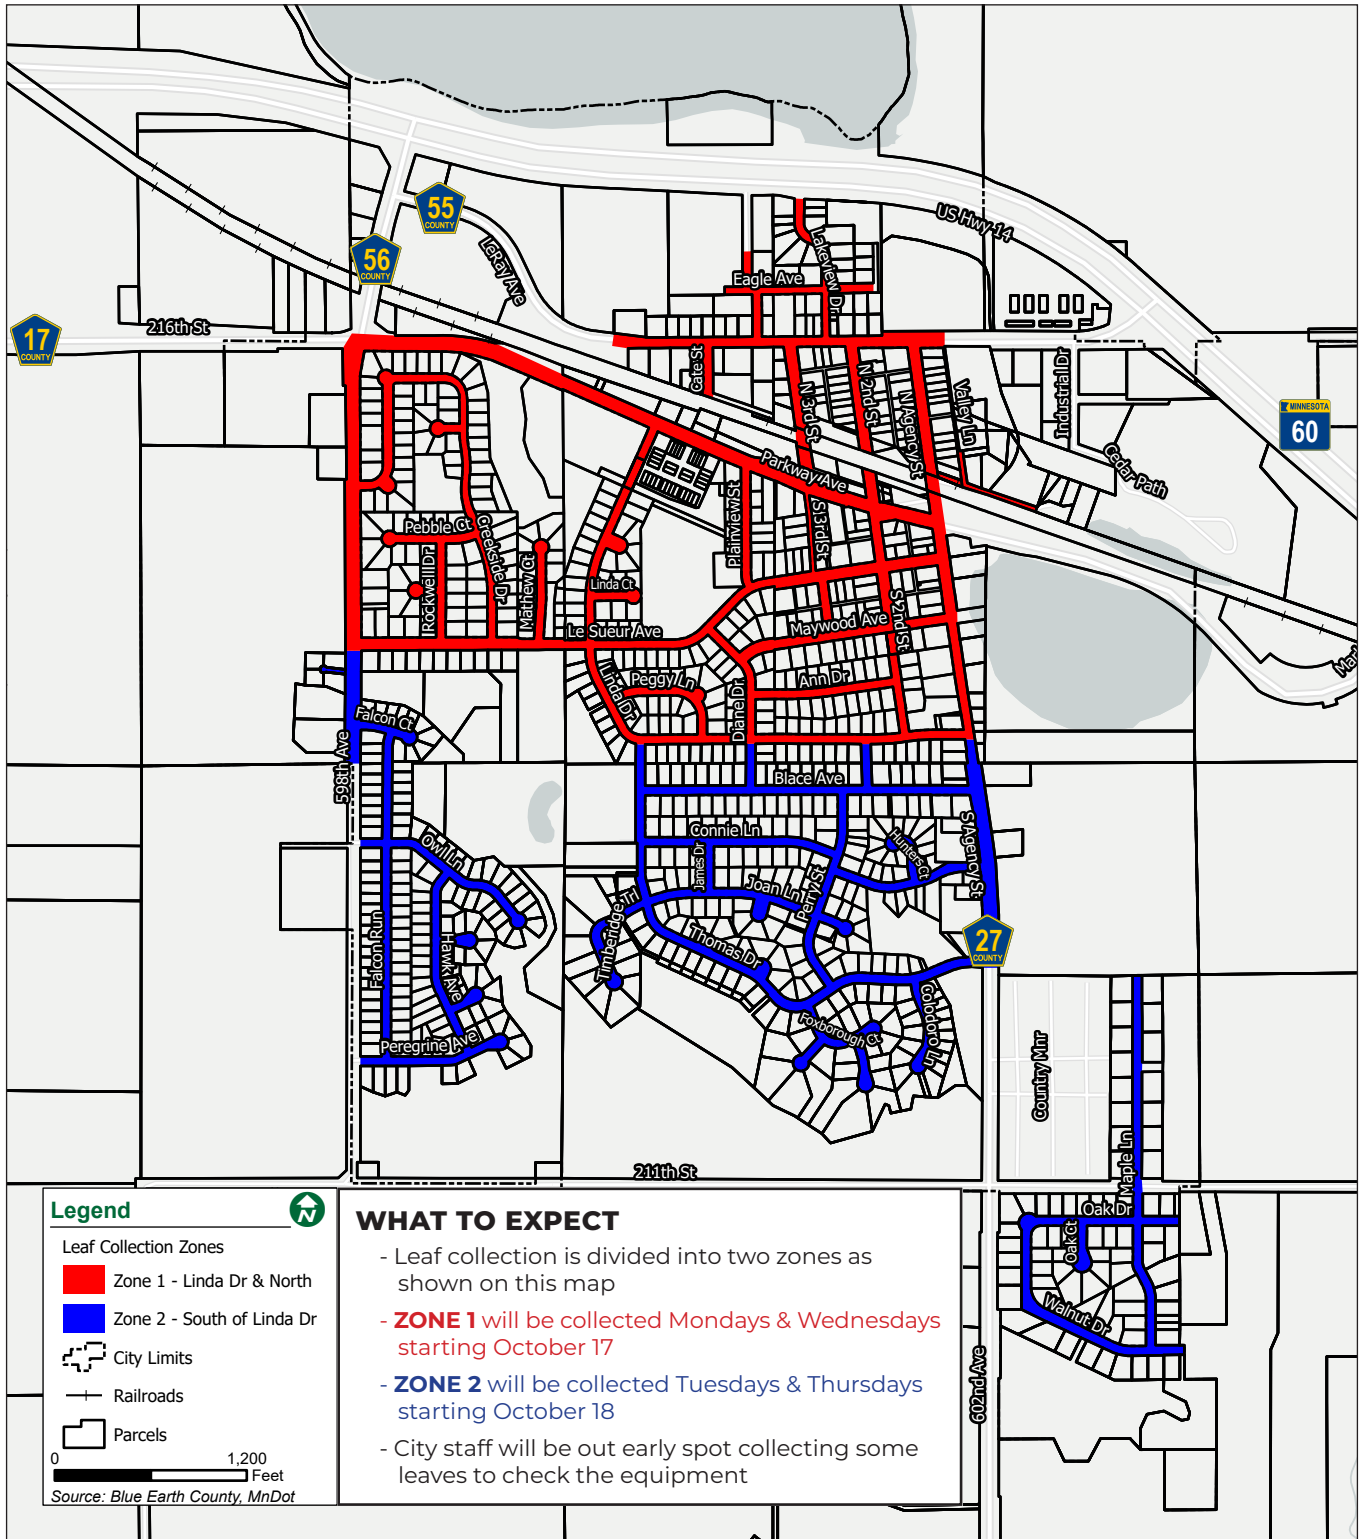 55
COUNTY
US Hwy 14
56
COUNTY
LeRay Ave
Lakeview Dr
Eagle Ave
17
COUNTY
216th St
Cate St
N 3rd St
N 2nd St
N Agency St
Valley Ln
Industrial Dr
MINNESOTA
60
Cedar Path
Parkway Ave
Plainview St
S 3rd St
Pebble Ct
Creekside Dr
Rockwell Dr
Mathew Ct
Linda Ct
Le Sueur Ave
Maywood Ave
S 2nd St
Linda Dr
Peggy Ln
Diane Dr
Ann Dr
Falcon Ct
598th Ave
Blace Ave
Connie Ln
James Dr
Hunters Ct
S Agency St
Owl Ln
Joan Ln
Perry St
Timberidge Trl
Thomas Dr
27
COUNTY
Falcon Run
Hawk Ave
Peregrine Ave
Foxborough Ct
Colodoro Ln
Country Mnr
211th St
Maple Ln
Oak Dr
Oak Ct
Walnut Dr
602nd Ave
Legend
N
Leaf Collection Zones
Zone 1 - Linda Dr & North
Zone 2 - South of Linda Dr
City Limits
Railroads
Parcels
0 1,200
Feet
Source: Blue Earth County, MnDot
WHAT TO EXPECT
- Leaf collection is divided into two zones as
shown on this map
- ZONE 1 will be collected Mondays & Wednesdays
starting October 17
- ZONE 2 will be collected Tuesdays & Thursdays
starting October 18
- City staff will be out early spot collecting some
leaves to check the equipment